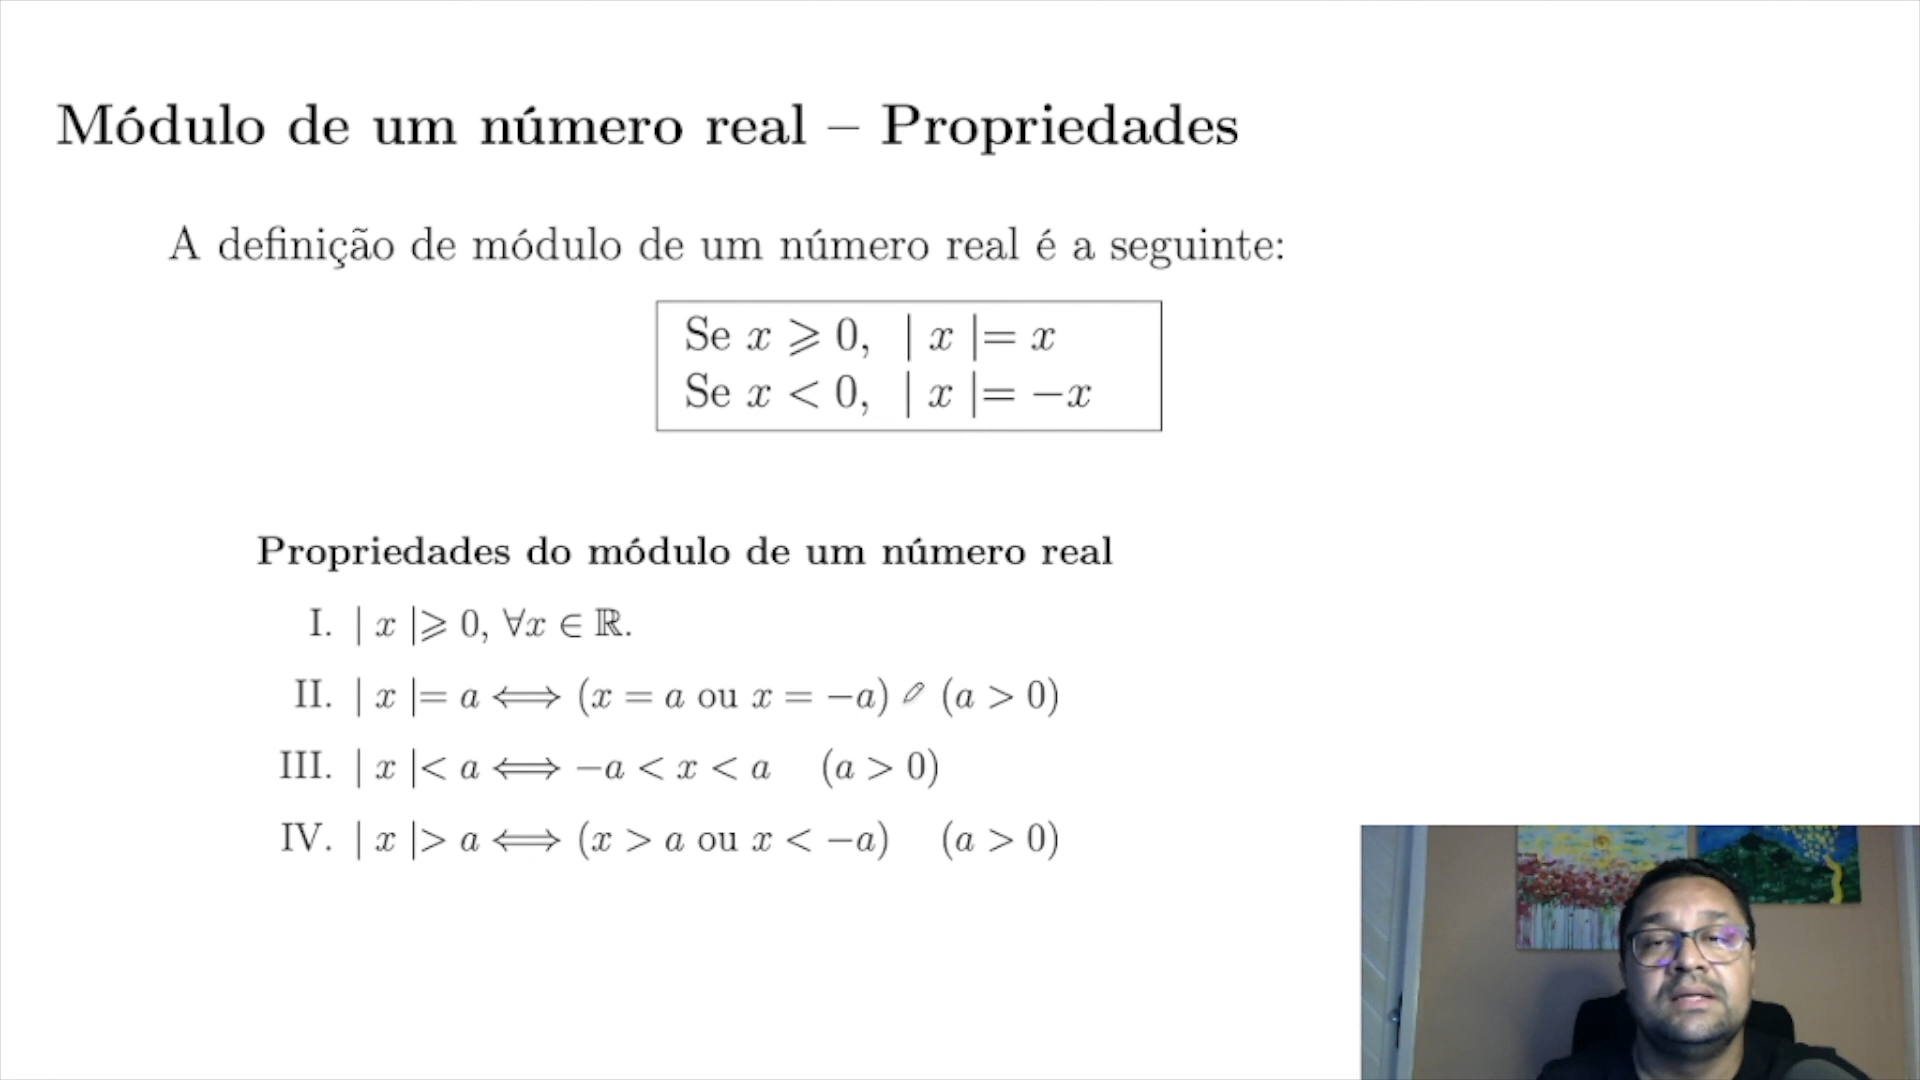 Módulo de um número real – Propriedades
A definição de módulo de um número real é a seguinte:
Se x ⩾ 0, | x |= x
Se x < 0, | x |= −x
Propriedades do módulo de um número real
I. | x |⩾ 0, ∀x ∈ ℝ.
II. | x |= a ⟺ (x = a ou x = −a) (a > 0)
III. | x |< a ⟺ −a < x < a (a > 0)
IV. | x |> a ⟺ (x > a ou x < −a) (a > 0)